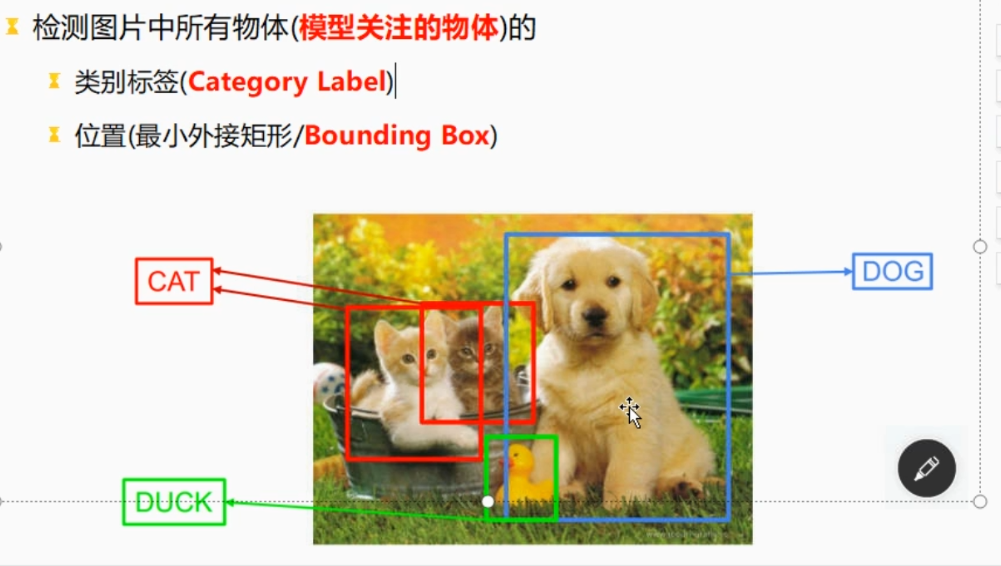 检测图片中所有物体(模型关注的物体)的
类别标签(Category Label)
位置(最小外接矩形/Bounding Box)
CAT
DOG
DUCK